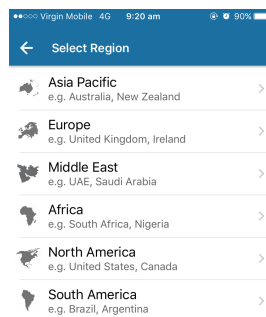 Virgin Mobile 4G 9:20 am 90%
Select Region
Asia Pacific
e.g. Australia, New Zealand
Europe
e.g. United Kingdom, Ireland
Middle East
e.g. UAE, Saudi Arabia
Africa
e.g. South Africa, Nigeria
North America
e.g. United States, Canada
South America
e.g. Brazil, Argentina